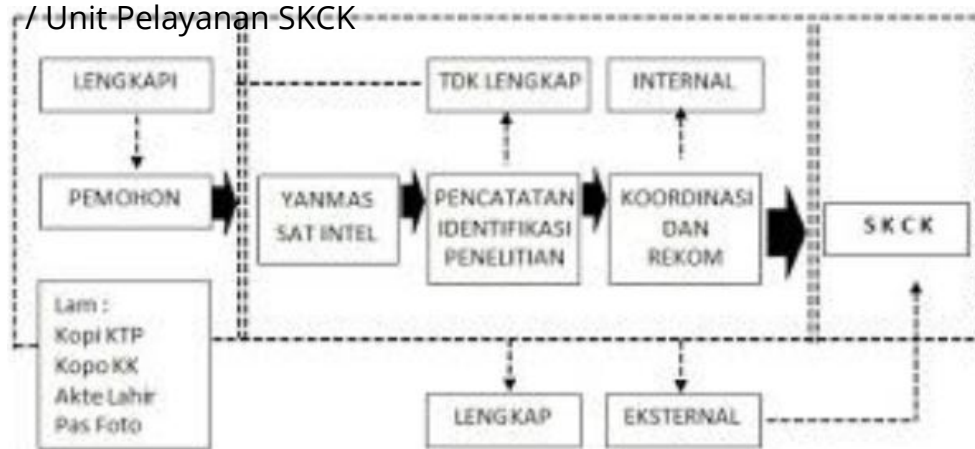 / Unit Pelayanan SKCK
LENGKAPI
TDK LENGKAP
INTERNAL
PEMOHON
YANMAS
SAT INTEL
PENCATATAN
IDENTIFIKASI
PENELITIAN
KOORDINASI
DAN
REKOM
SKCK
Lam :
Kopi KTP
Kopo KK
Akte Lahir
Pas Foto
LENGKAP
EKSTERNAL